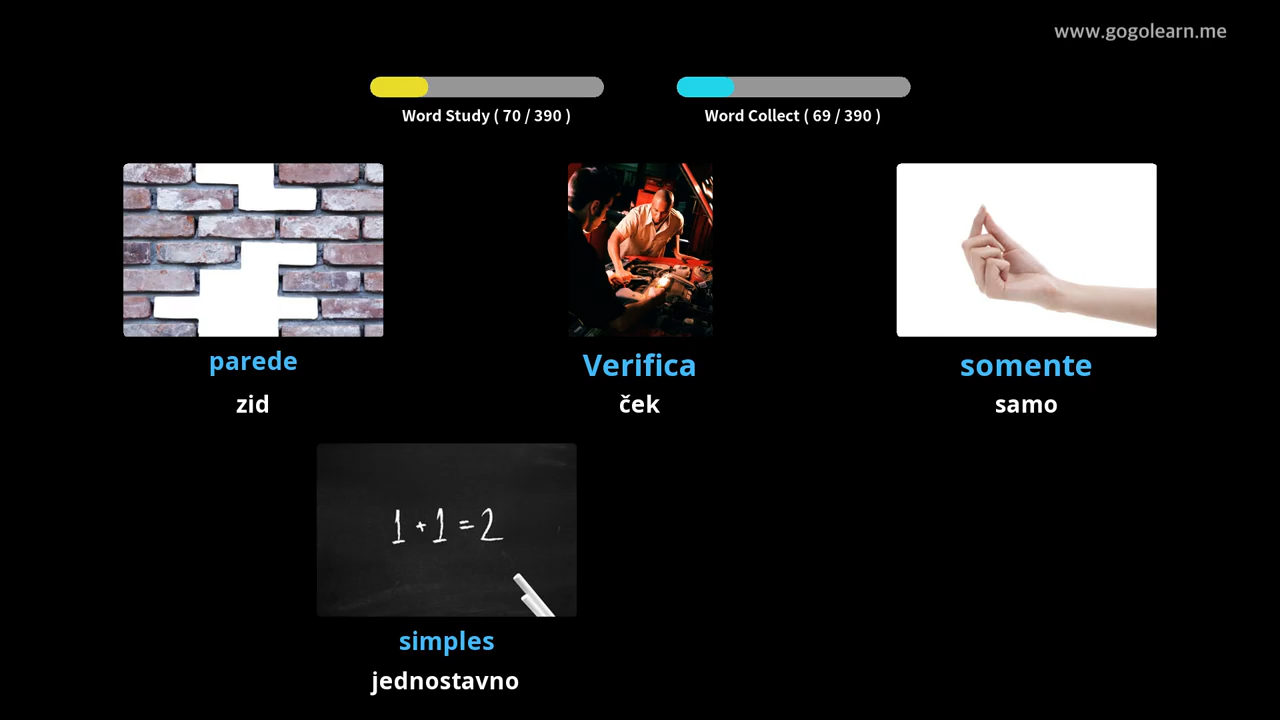 www.gogolearn.me
Word Study ( 70 / 390 )
Word Collect ( 69 / 390 )
parede
zid
Verifica
ček
somente
samo
1 + 1 = 2
simples
jednostavno